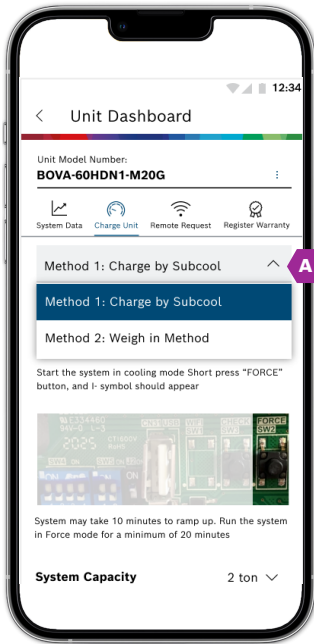 12:34
< Unit Dashboard
Unit Model Number:
BOVA-60HDN1-M20G
System Data Charge Unit Remote Request Register Warranty
Method 1: Charge by Subcool
A
Method 1: Charge by Subcool
Method 2: Weigh in Method
Start the system in cooling mode Short press “FORCE”
button, and I- symbol should appear
FORCE
SW2
CHECK
2025
ON
System may take 10 minutes to ramp up. Run the system
in Force mode for a minimum of 20 minutes
System Capacity 2 ton